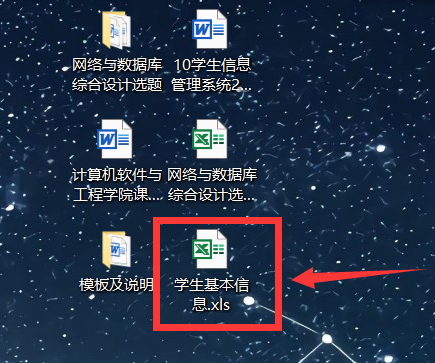 网络与数据库
综合设计选题
10学生信息
管理系统2...
计算机软件与
工程学院课...
网络与数据库
综合设计选...
模板及说明
学生基本信
息.xls